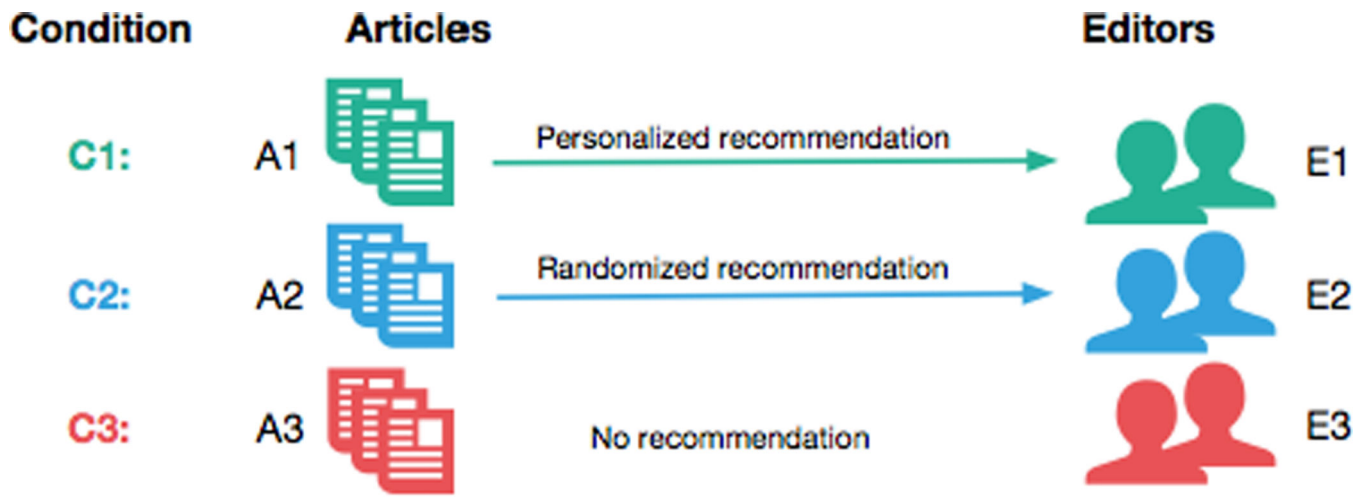 Condition Articles Editors
C1: A1 Personalized recommendation E1
C2: A2 Randomized recommendation E2
C3: A3 No recommendation E3